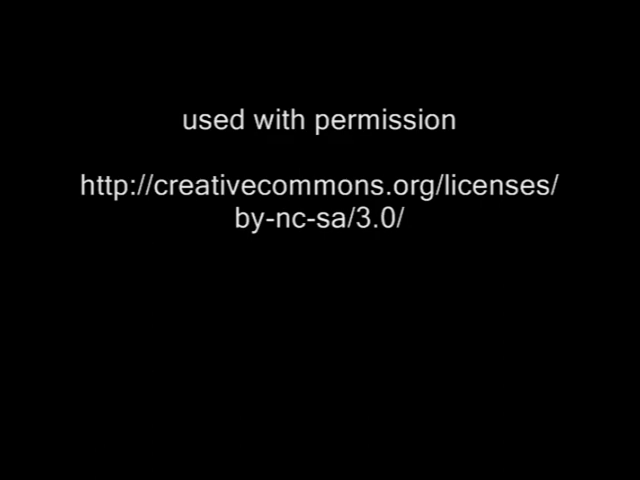 used with permission
http://creativecommons.org/licenses/
by-nc-sa/3.0/